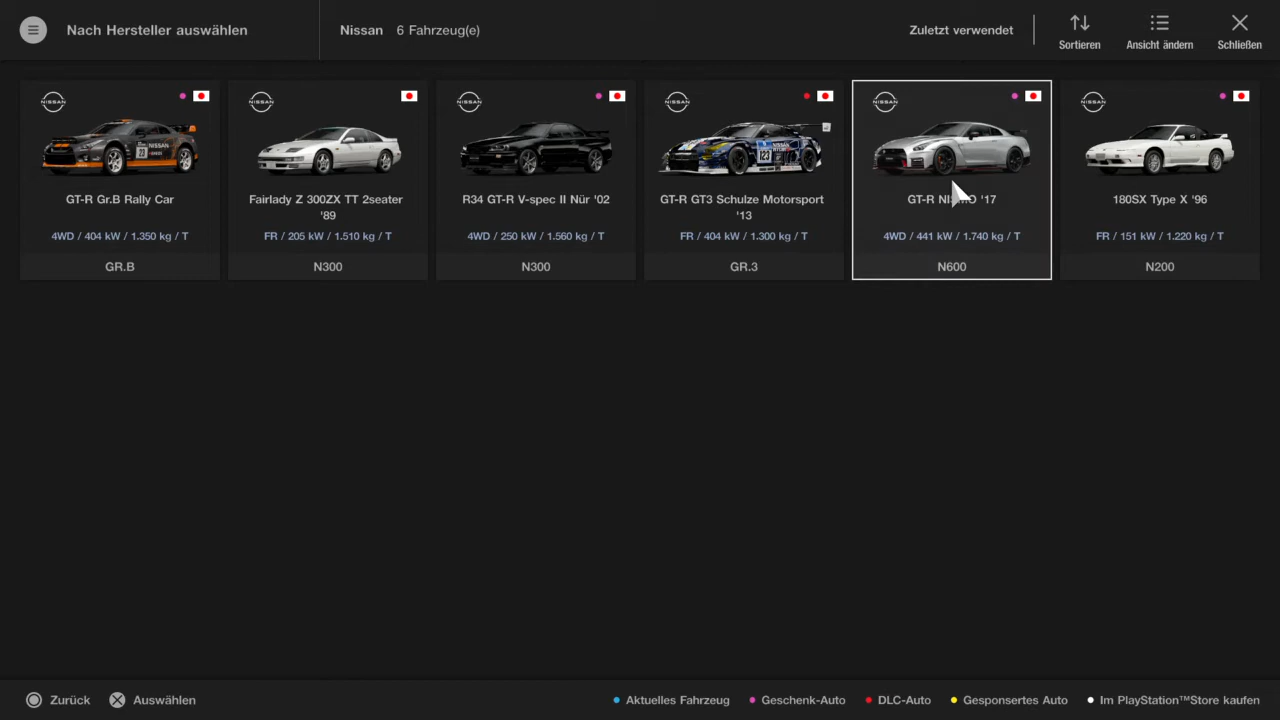 Nach Hersteller auswählen
Nissan 6 Fahrzeug(e)
Zuletzt verwendet
Sortieren
Ansicht ändern
Schließen
NISSAN
GT-R Gr.B Rally Car
4WD / 404 kW / 1.350 kg / T
GR.B
NISSAN
Fairlady Z 300ZX TT 2seater
'89
FR / 205 kW / 1.510 kg / T
N300
NISSAN
R34 GT-R V-spec II Nür '02
4WD / 250 kW / 1.560 kg / T
N300
NISSAN
123
GT-R GT3 Schulze Motorsport
'13
FR / 404 kW / 1.300 kg / T
GR.3
NISSAN
GT-R '17
4WD / 441 kW / 1.740 kg / T
N600
NISSAN
180SX Type X '96
FR / 151 kW / 1.220 kg / T
N200
Zurück
Auswählen
Aktuelles Fahrzeug
Geschenk-Auto
DLC-Auto
Gesponsertes Auto
Im PlayStation™Store kaufen